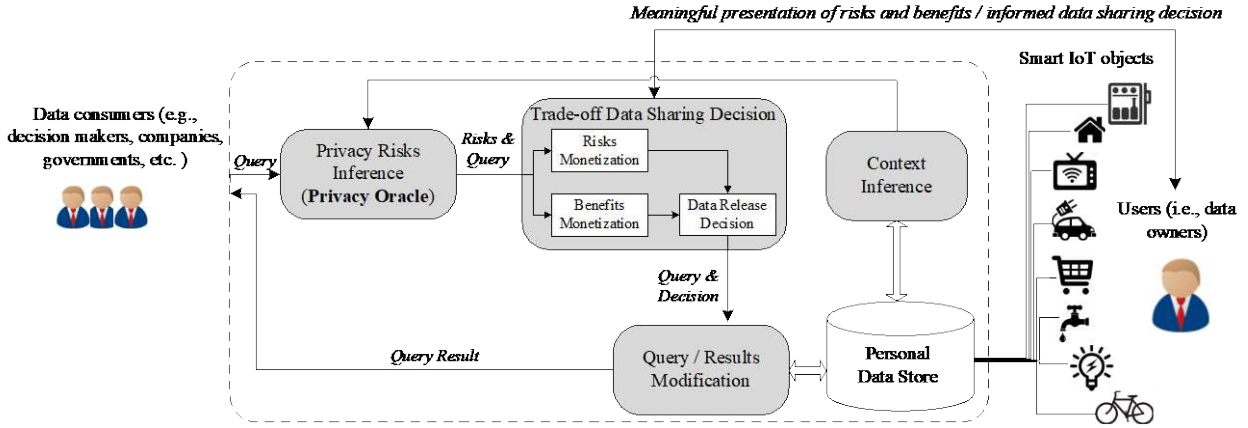 Meaningful presentation of risks and benefits / informed data sharing decision
Smart IoT objects
Data consumers (e.g.,
decision makers, companies,
governments, etc. )
Query
Privacy Risks
Inference
(Privacy Oracle)
Risks &
Query
Trade-off Data Sharing Decision
Risks
Monetization
Benefits
Monetization
Data Release
Decision
Context
Inference
Users (i.e., data
owners)
Query &
Decision
Query Result
Query / Results
Modification
Personal
Data Store